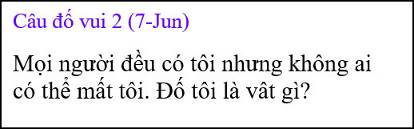 Câu đố vui 2 (7-Jun)
Mọi người đều có tôi nhưng không ai
có thể mất tôi. Đố tôi là vât gì?